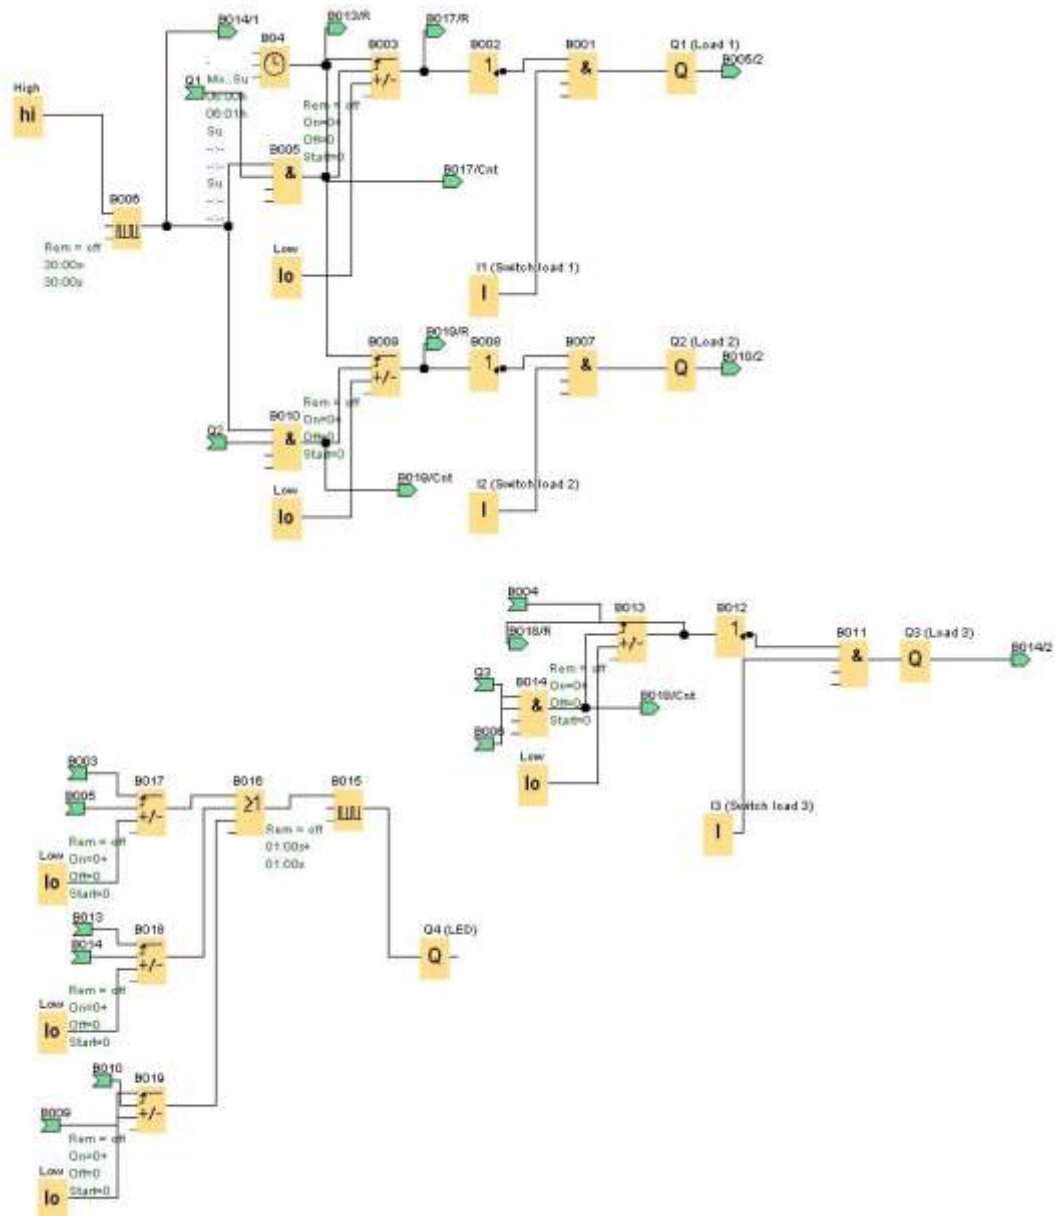 B014/1
B013/R
B017/R
B04
B003
B002
B001
Q1 (Load 1)
B005/2
High
hi
Q1
Mo..Su
06:00h
06:01h
Su
--:--
--:--
Su
--:--
--:--
+/-
1
&
Q
Rem = off
On=0+
Off=0
Start=0
B005
&
B017/Cnt
B006
Rem = off
30:00s+
30:00s
Low
lo
I1 (Switch load 1)
I
B019/R
B009
B008
B007
Q2 (Load 2)
B010/2
+/-
1
&
Q
Rem = off
On=0+
Off=0
Start=0
B010
&
Q2
B019/Cnt
Low
lo
I2 (Switch load 2)
I
B004
B013
B012
B011
Q3 (Load 3)
B014/2
B018/R
+/-
1
&
Q
Q3
B014
&
Rem = off
On=0+
Off=0
Start=0
B018/Cnt
B006
Low
lo
I3 (Switch load 3)
I
B003
B017
B016
B015
B005
+/-
≥1
Rem = off
On=0+
Off=0
Start=0
Rem = off
01:00s+
01:00s
Low
lo
B013
B018
Q4 (LED)
B014
+/-
Q
Rem = off
On=0+
Off=0
Start=0
Low
lo
B010
B019
+/-
B009
Rem = off
On=0+
Off=0
Start=0
Low
lo